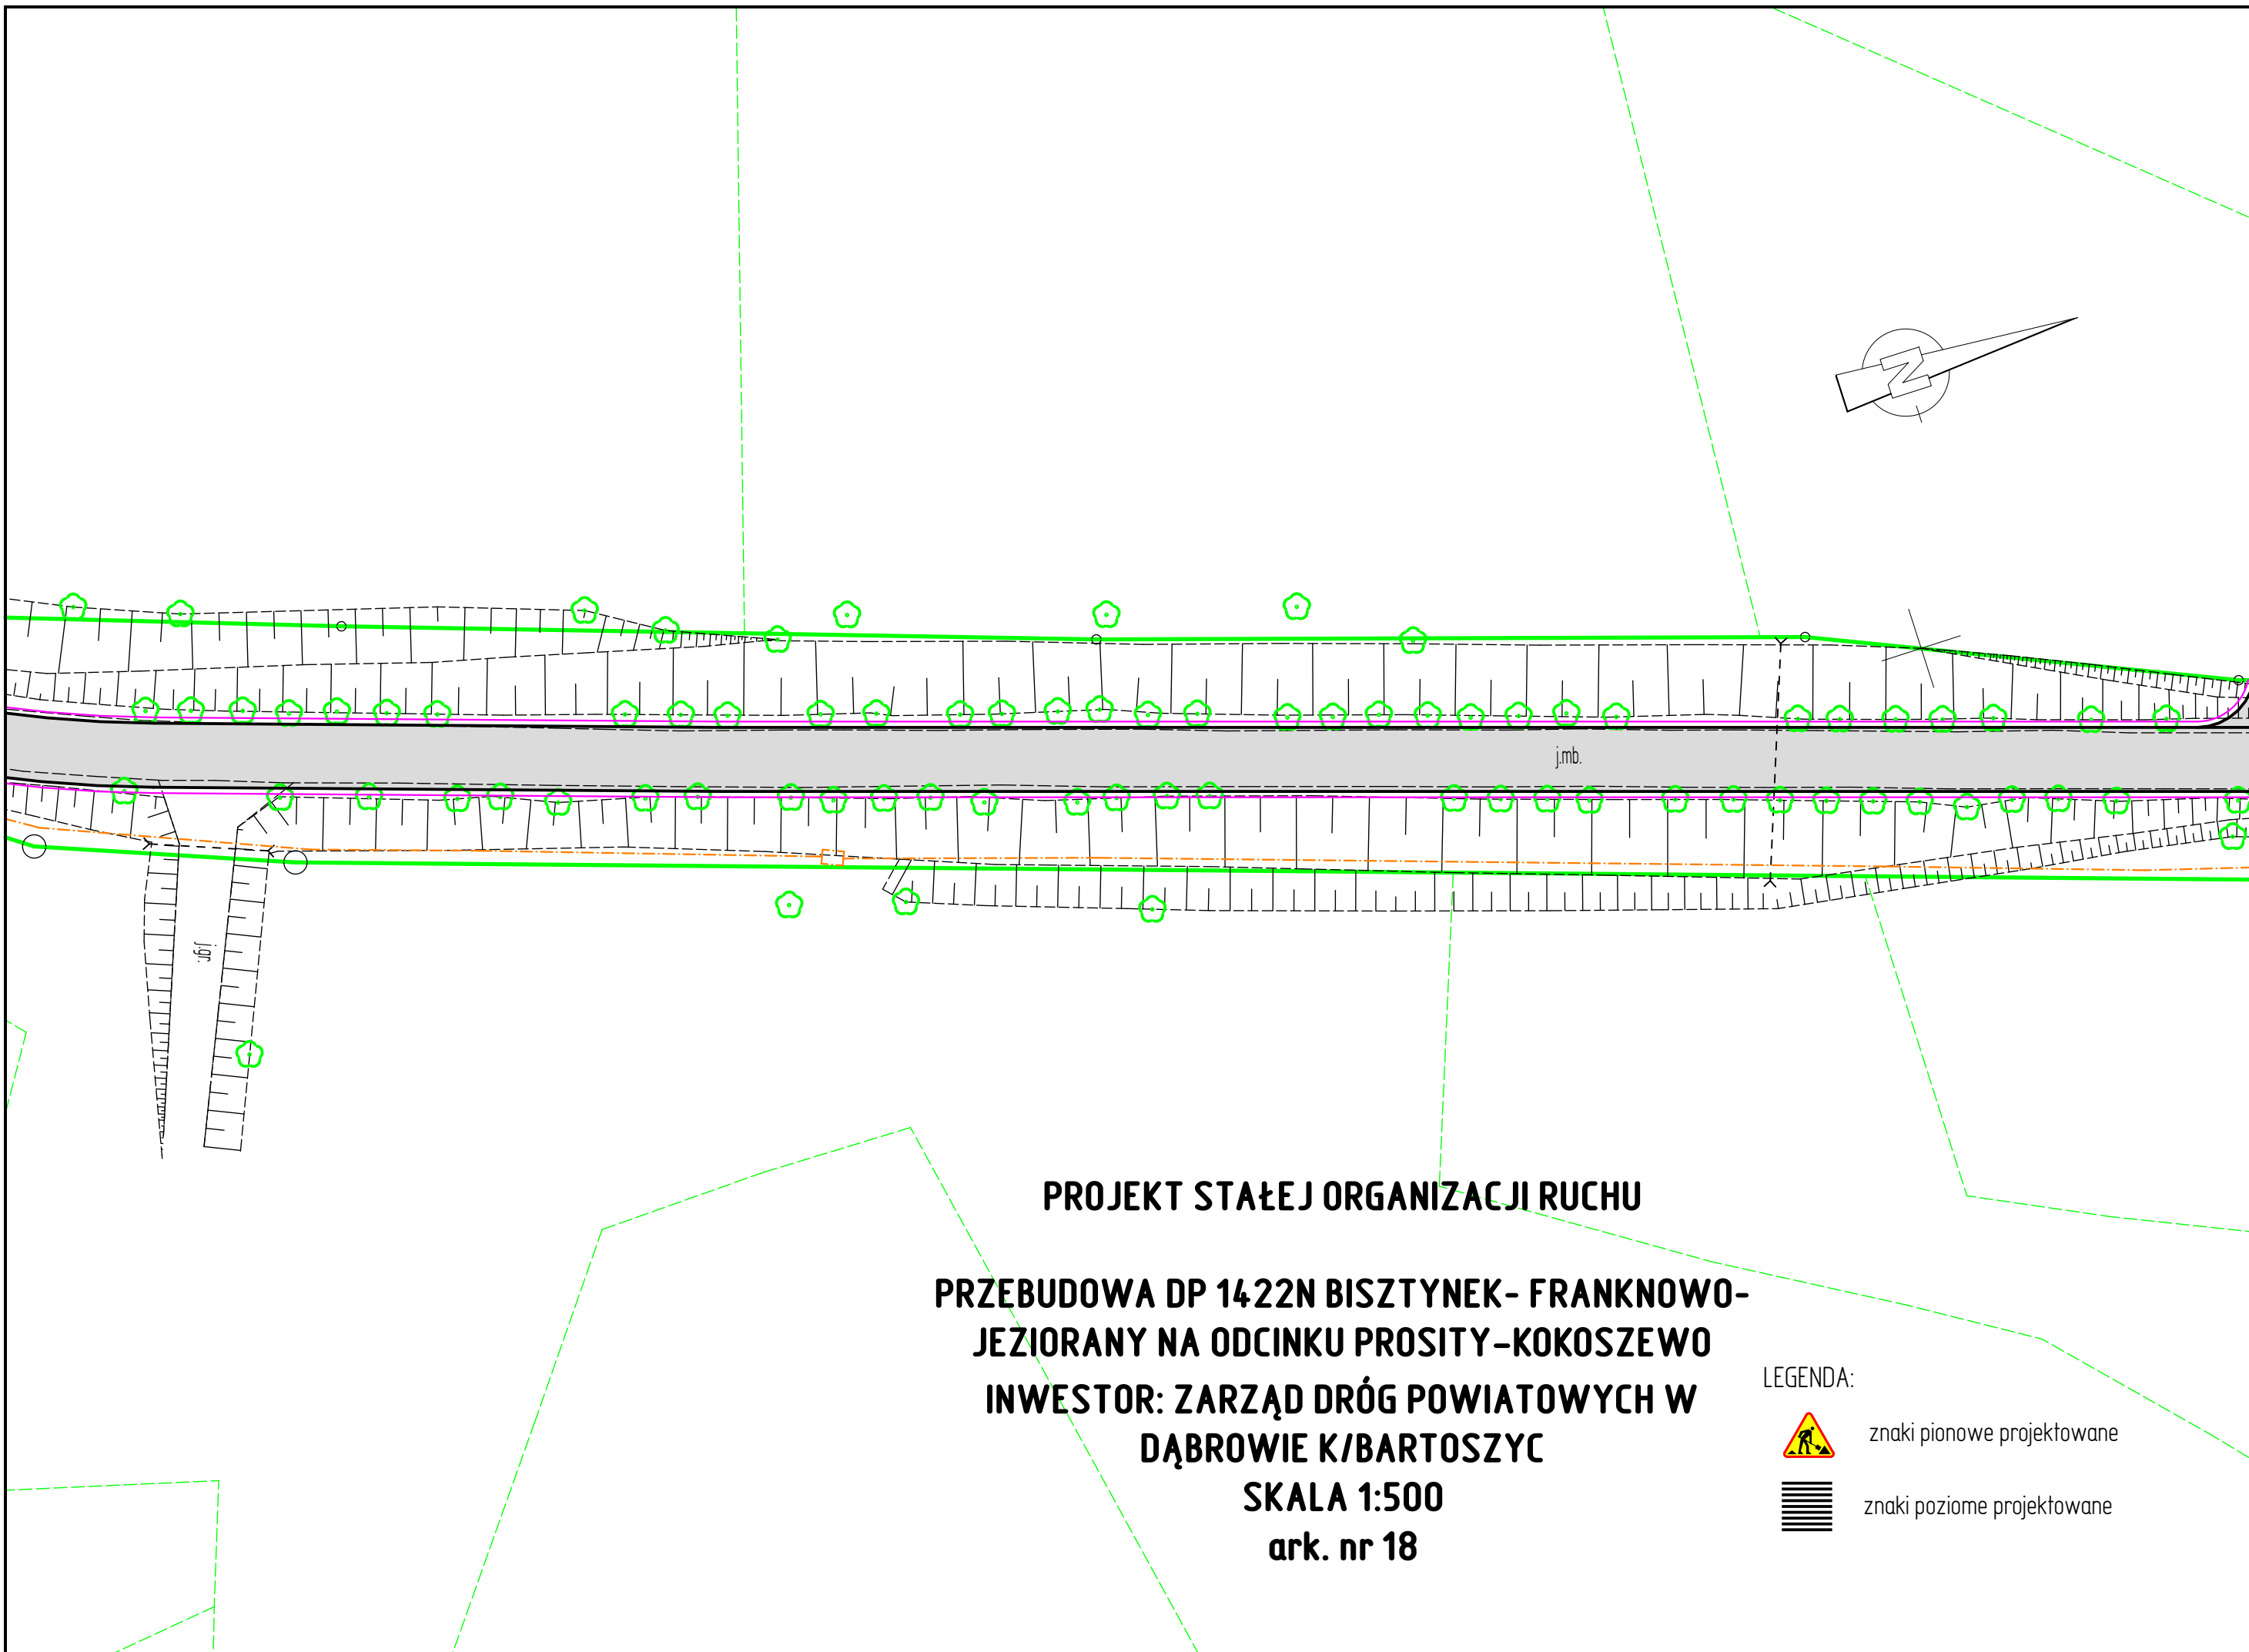 N
j.mb.
j.gr.
PROJEKT STAŁEJ ORGANIZACJI RUCHU
PRZEBUDOWA DP 1422N BISZTYNEK- FRANKNOWO-
JEZIORANY NA ODCINKU PROSITY-KOKOSZEWO
INWESTOR: ZARZĄD DRÓG POWIATOWYCH W
DĄBROWIE K/BARTOSZYC
SKALA 1:500
ark. nr 18
LEGENDA:
znaki pionowe projektowane
znaki poziome projektowane